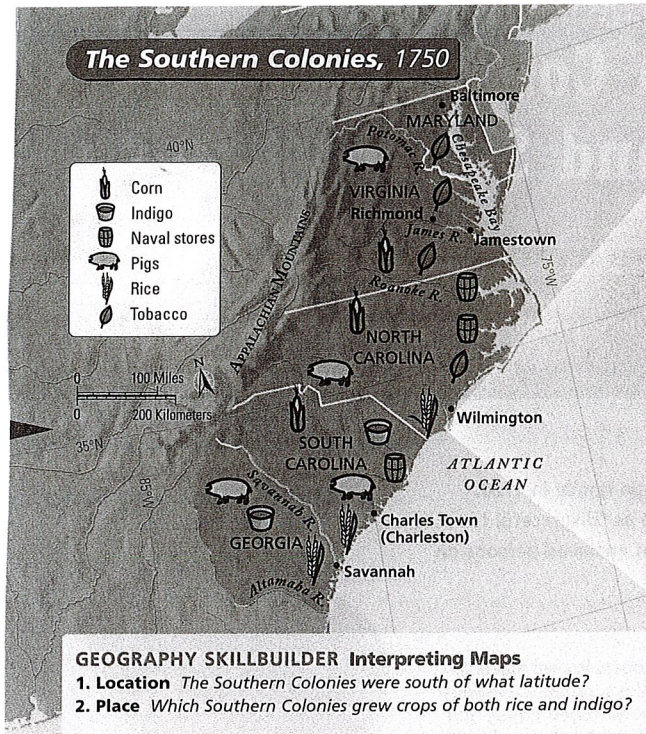 The Southern Colonies, 1750
Baltimore
MARYLAND
40°N
Potomac R.
Chesapeake Bay
Corn
Indigo
Naval stores
Pigs
Rice
Tobacco
VIRGINIA
Richmond
James R.
Jamestown
APPALACHIAN MOUNTAINS
Roanoke R.
75°W
NORTH
CAROLINA
N
0 100 Miles
0 200 Kilometers
35°N
85°W
Wilmington
SOUTH
CAROLINA
ATLANTIC
OCEAN
Savannah R.
Charles Town
(Charleston)
GEORGIA
Savannah
Altamaha R.
GEOGRAPHY SKILLBUILDER Interpreting Maps
1. Location The Southern Colonies were south of what latitude?
2. Place Which Southern Colonies grew crops of both rice and indigo?